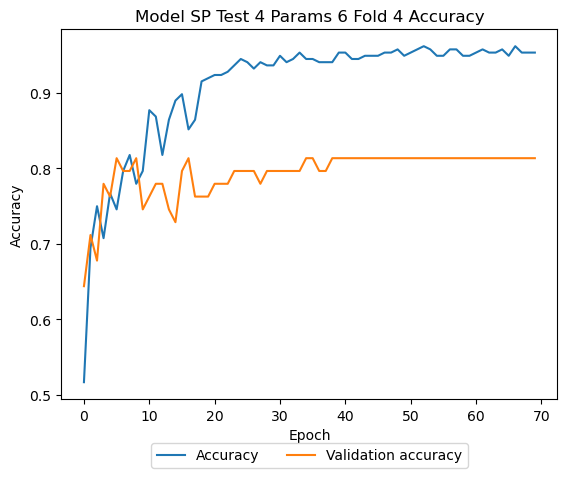 Model SP Test 4 Params 6 Fold 4 Accuracy
Accuracy
0.9
0.8
0.7
0.6
0.5
0 10 20 30 40 50 60 70
Epoch
Accuracy Validation accuracy